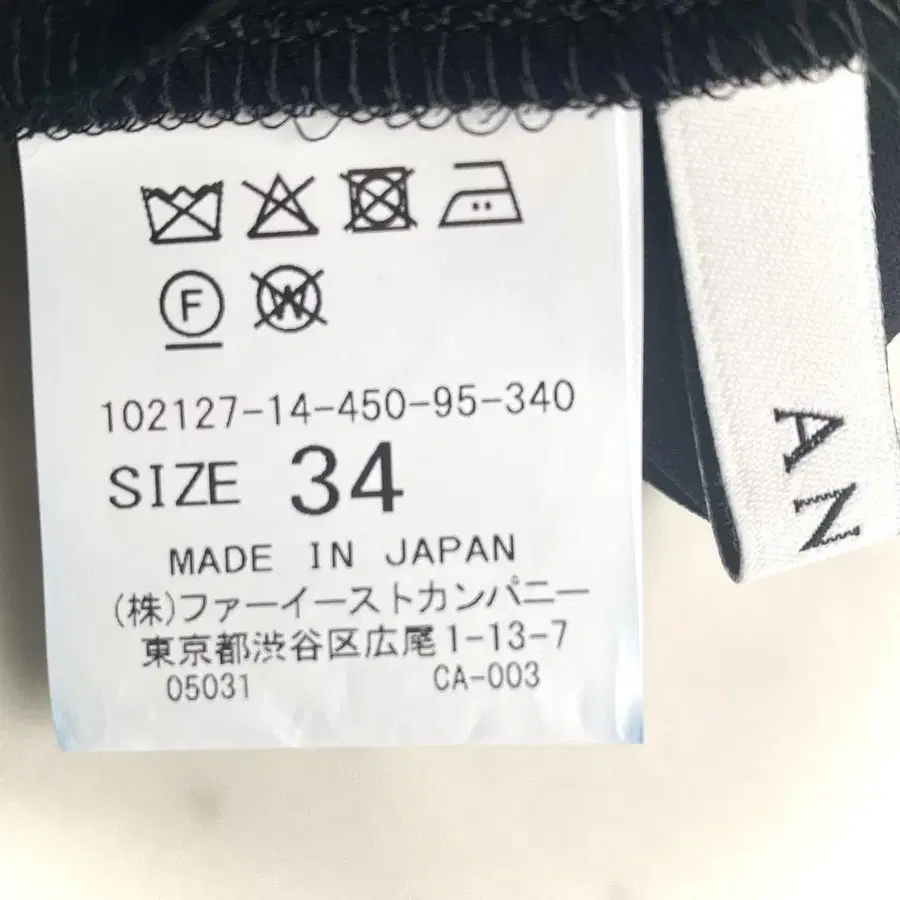 F W
102127-14-450-95-340
SIZE 34
MADE IN JAPAN
(株)ファーイーストカンパニー
東京都渋谷区広尾1-13-7
05031 CA-003
AN